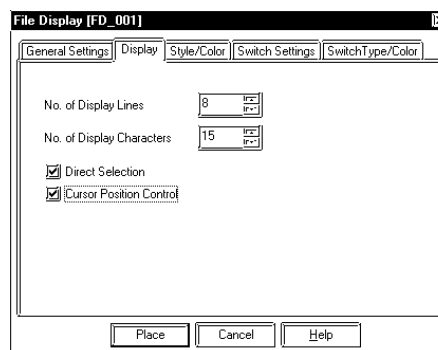 File Display [FD_001]
General Settings Display Style/Color Switch Settings SwitchType/Color
No. of Display Lines 8
No. of Display Characters 15
Direct Selection
Cursor Position Control
Place Cancel Help